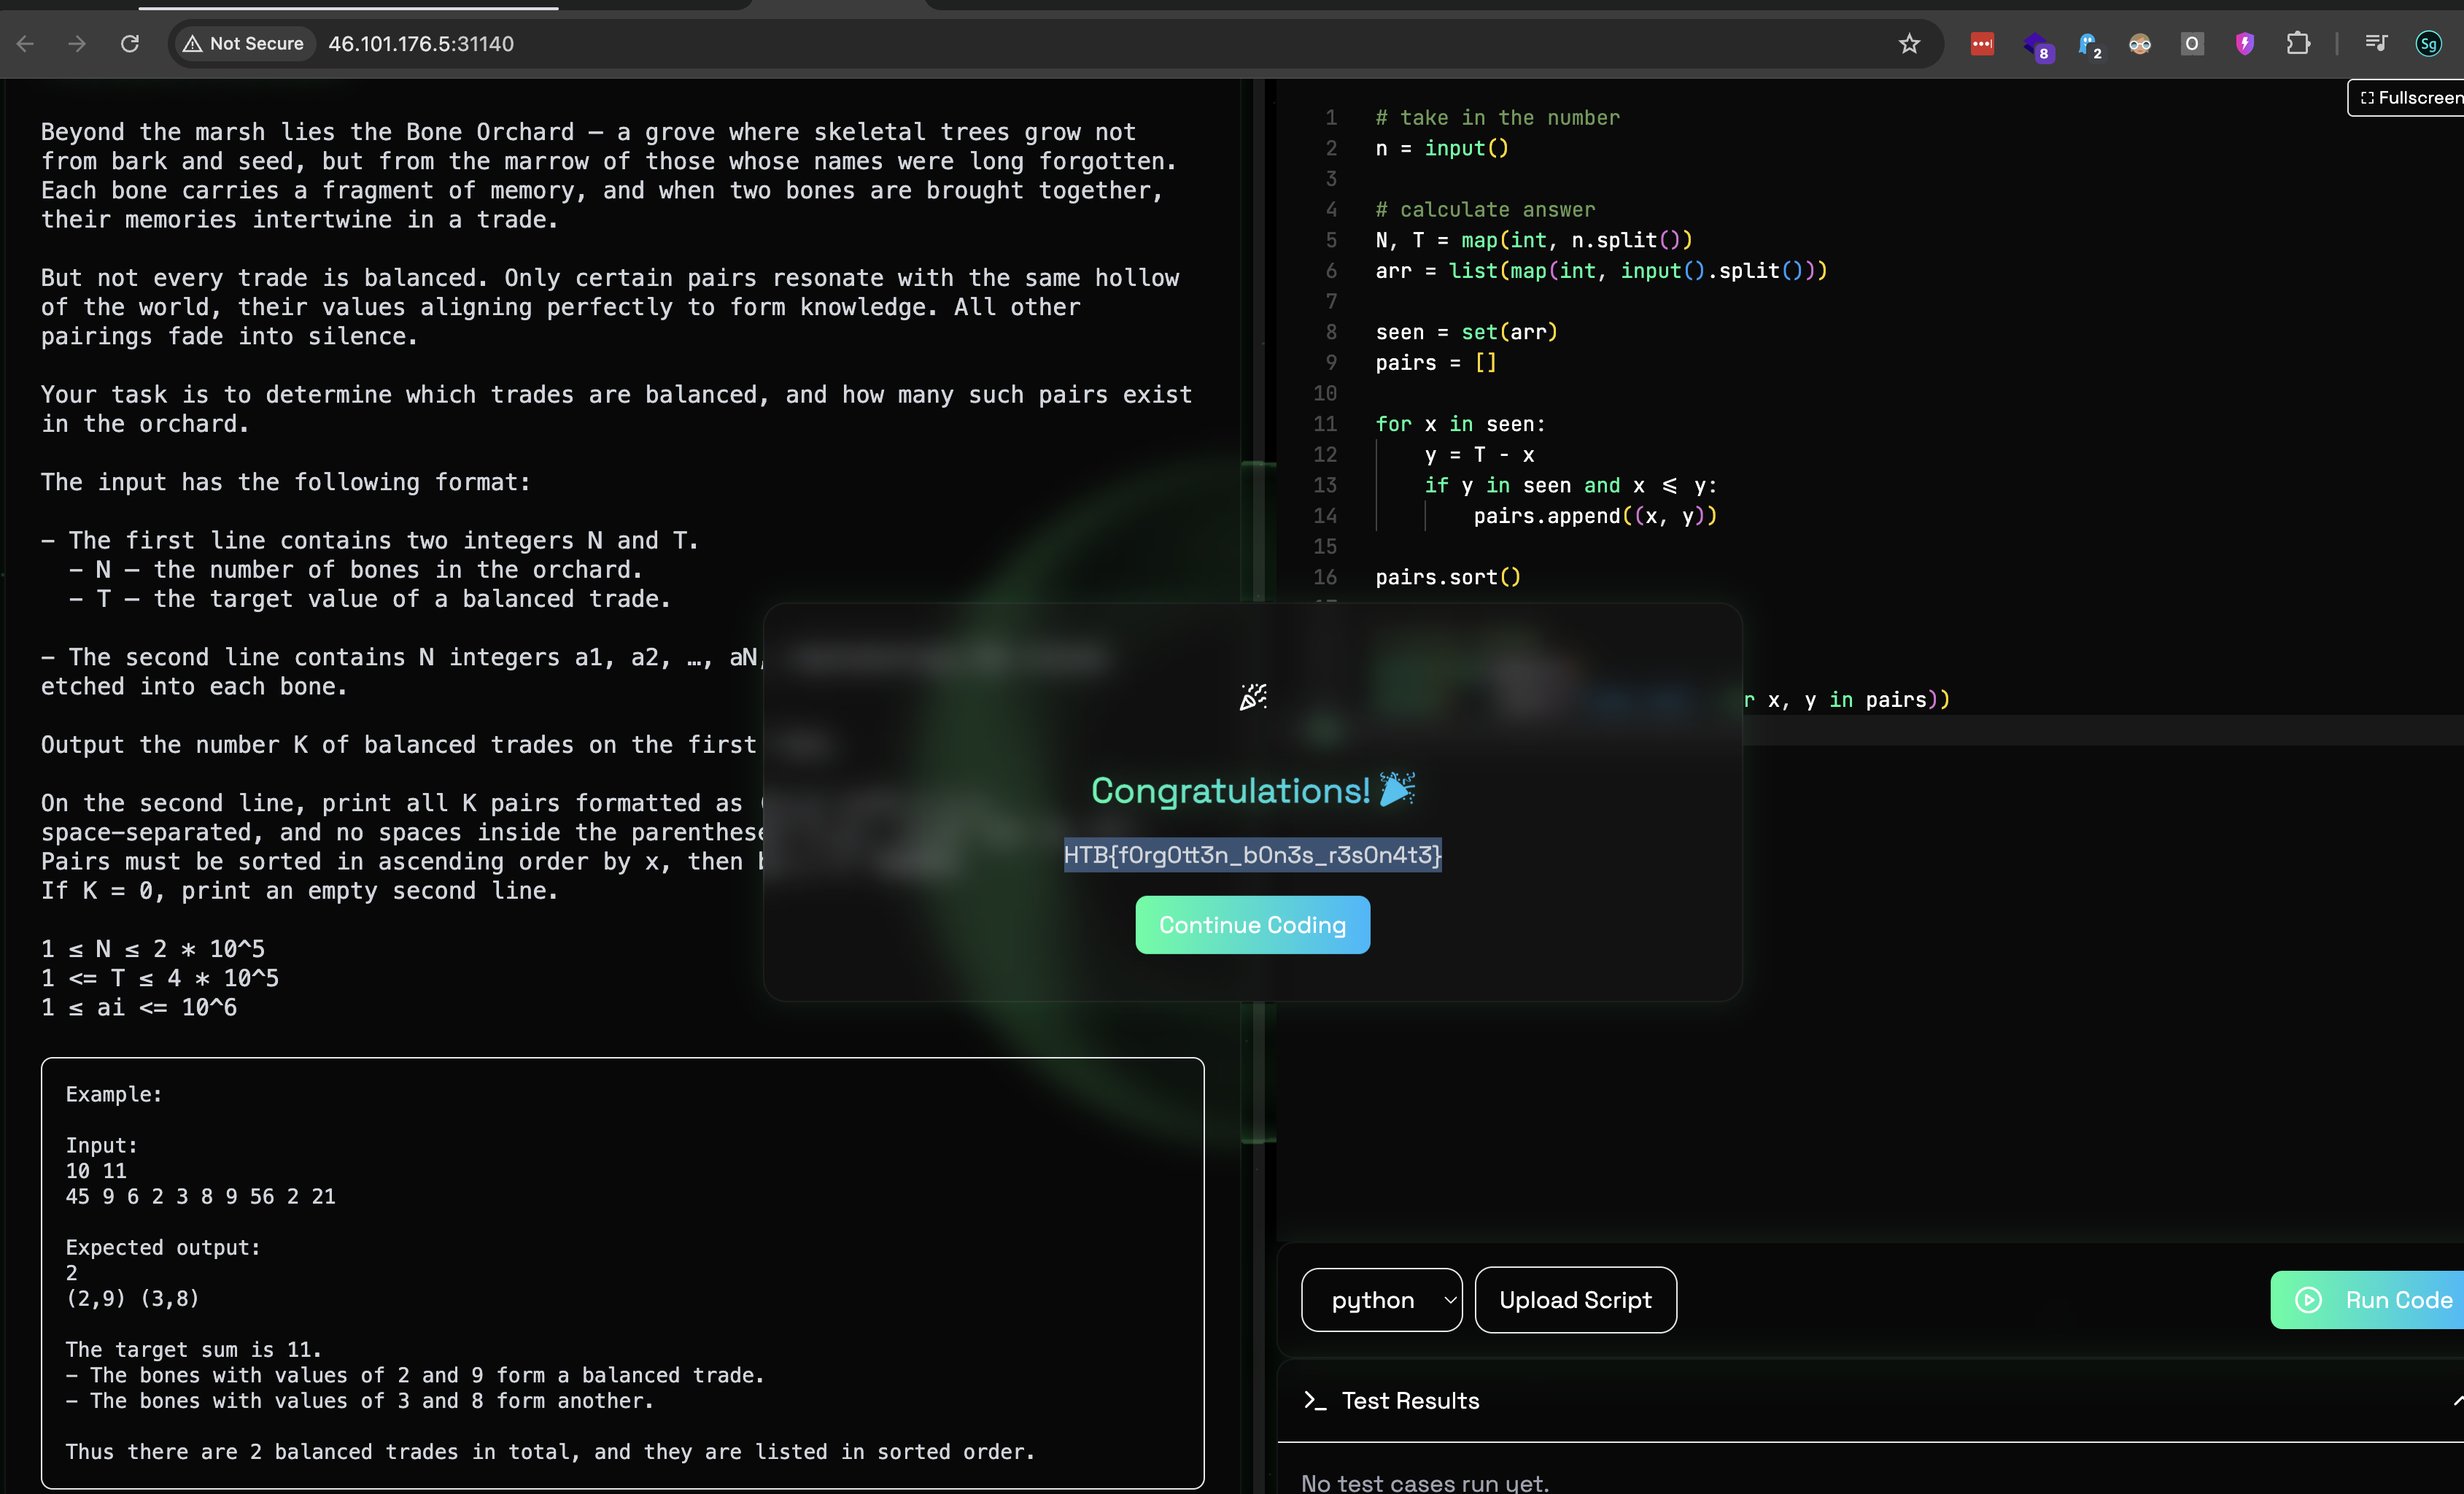 Not Secure
46.101.176.5:31140
8
2
O
Sg
Fullscreen
Beyond the marsh lies the Bone Orchard — a grove where skeletal trees grow not
from bark and seed, but from the marrow of those whose names were long forgotten.
Each bone carries a fragment of memory, and when two bones are brought together,
their memories intertwine in a trade.
But not every trade is balanced. Only certain pairs resonate with the same hollow
of the world, their values aligning perfectly to form knowledge. All other
pairings fade into silence.
Your task is to determine which trades are balanced, and how many such pairs exist
in the orchard.
The input has the following format:
– The first line contains two integers N and T.
– N — the number of bones in the orchard.
– T — the target value of a balanced trade.
– The second line contains N integers a1, a2, …, aN,
etched into each bone.
Output the number K of balanced trades on the first
On the second line, print all K pairs formatted as
space-separated, and no spaces inside the parenthese
Pairs must be sorted in ascending order by x, then
If K = 0, print an empty second line.
1 ≤ N ≤ 2 * 10^5
1 <= T ≤ 4 * 10^5
1 ≤ ai <= 10^6
Example:
Input:
10 11
45 9 6 2 3 8 9 56 2 21
Expected output:
2
(2,9) (3,8)
The target sum is 11.
– The bones with values of 2 and 9 form a balanced trade.
– The bones with values of 3 and 8 form another.
Thus there are 2 balanced trades in total, and they are listed in sorted order.
1 # take in the number
2 n = input()
3
4 # calculate answer
5 N, T = map(int, n.split())
6 arr = list(map(int, input().split()))
7
8 seen = set(arr)
9 pairs = []
10
11 for x in seen:
12 y = T - x
13 if y in seen and x <= y:
14 pairs.append((x, y))
15
16 pairs.sort()
r x, y in pairs))
Congratulations!
HTB{f0rg0tt3n_b0n3s_r3s0n4t3}
Continue Coding
python
Upload Script
Run Code
Test Results
No test cases run yet.